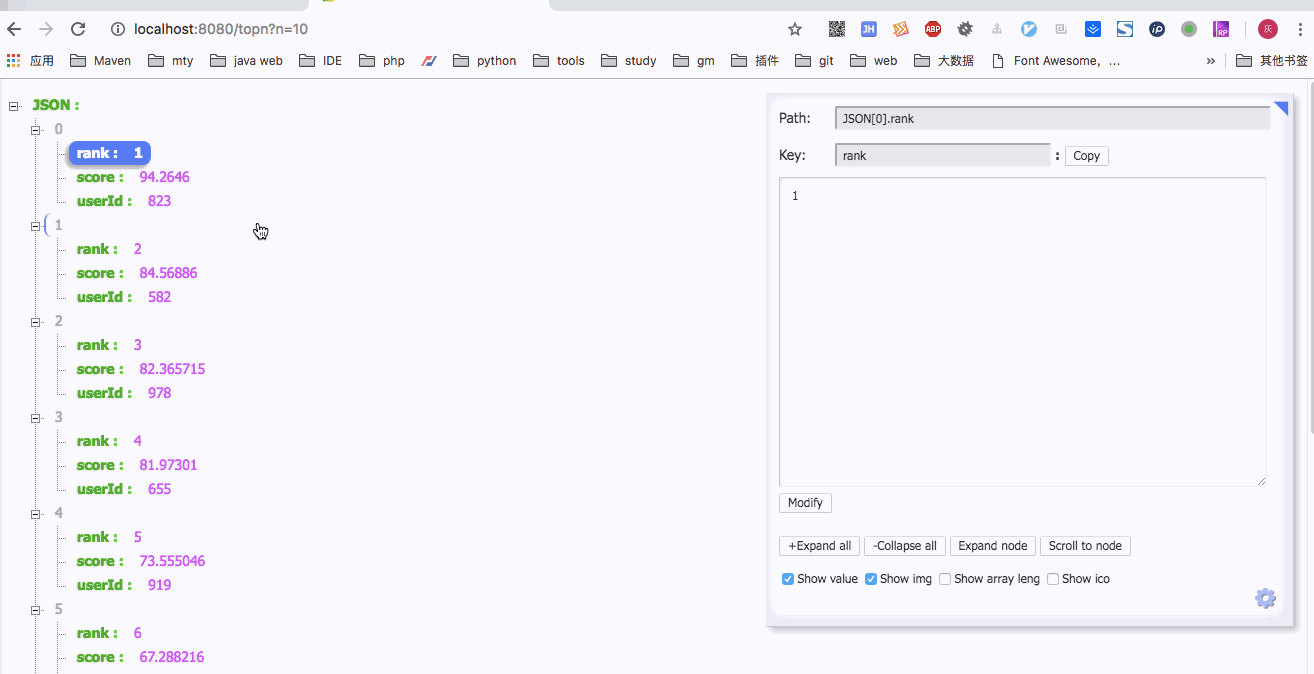 localhost:8080/topn?n=10
JH ABP iP RP 灰
应用 Maven mty java web IDE php python tools study gm 插件 git web 大数据 Font Awesome, ... » 其他书签
JSON :
0
rank : 1
score : 94.2646
userId : 823
1
rank : 2
score : 84.56886
userId : 582
2
rank : 3
score : 82.365715
userId : 978
3
rank : 4
score : 81.97301
userId : 655
4
rank : 5
score : 73.555046
userId : 919
5
rank : 6
score : 67.288216
Path: JSON[0].rank
Key: rank : Copy
1
Modify
+Expand all -Collapse all Expand node Scroll to node
Show value Show img Show array leng Show ico